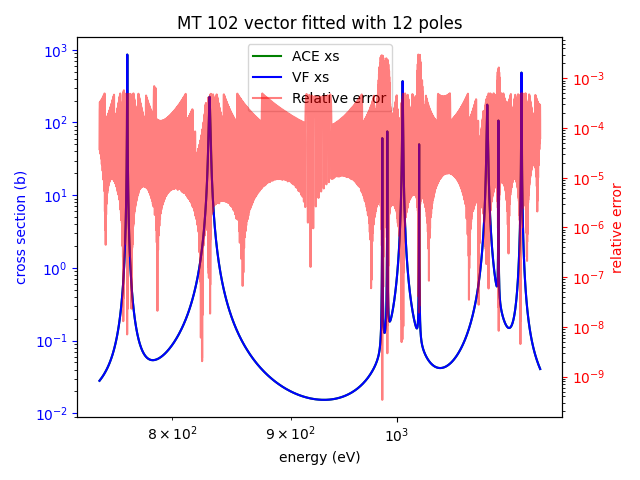 MT 102 vector fitted with 12 poles
ACE xs
VF xs
Relative error
cross section (b)
10³
10²
10¹
10⁰
10⁻¹
10⁻²
relative error
10⁻³
10⁻⁴
10⁻⁵
10⁻⁶
10⁻⁷
10⁻⁸
10⁻⁹
8 × 10² 9 × 10² 10³
energy (eV)